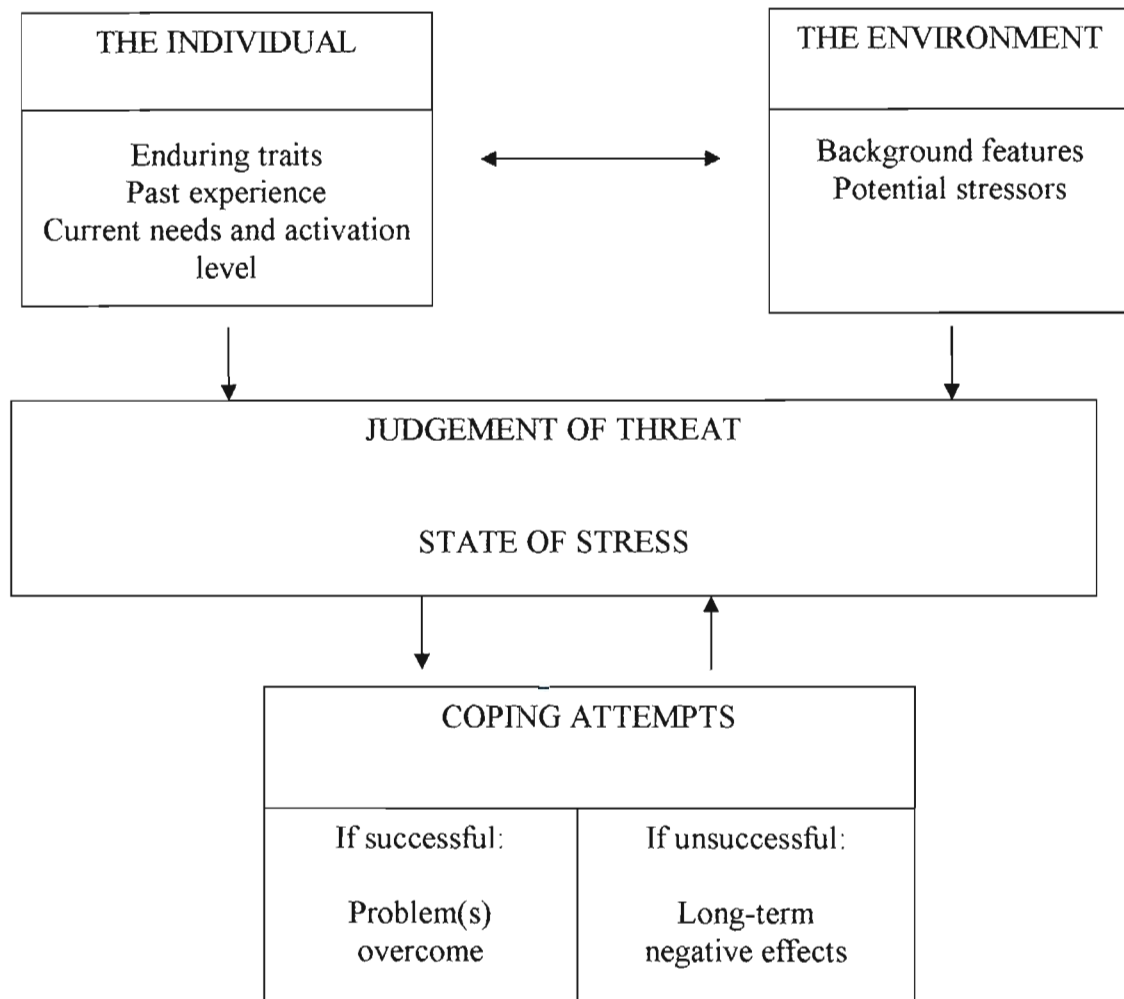 THE INDIVIDUAL
Enduring traits
Past experience
Current needs and activation
level
THE ENVIRONMENT
Background features
Potential stressors
JUDGEMENT OF THREAT
STATE OF STRESS
COPING ATTEMPTS
If successful:
Problem(s)
overcome
If unsuccessful:
Long-term
negative effects